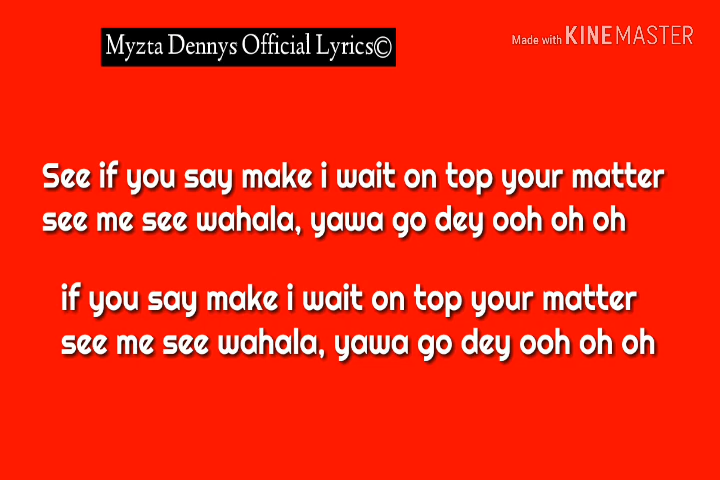 Myzta Dennys Official Lyrics©
Made with KINEMASTER
See if you say make i wait on top your matter
see me see wahala, yawa go dey ooh oh oh
if you say make i wait on top your matter
see me see wahala, yawa go dey ooh oh oh